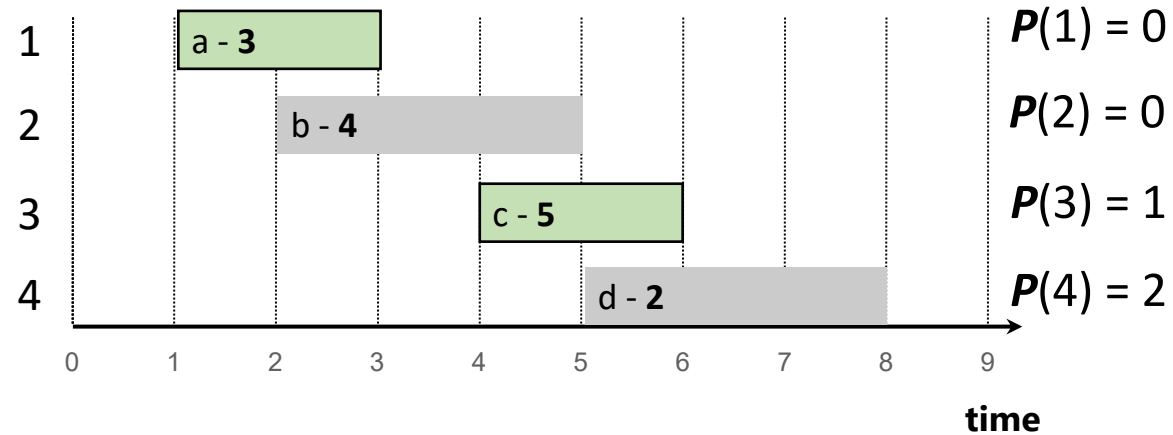 1 a - 3 P(1) = 0
2 b - 4 P(2) = 0
3 c - 5 P(3) = 1
4 d - 2 P(4) = 2
0 1 2 3 4 5 6 7 8 9
time